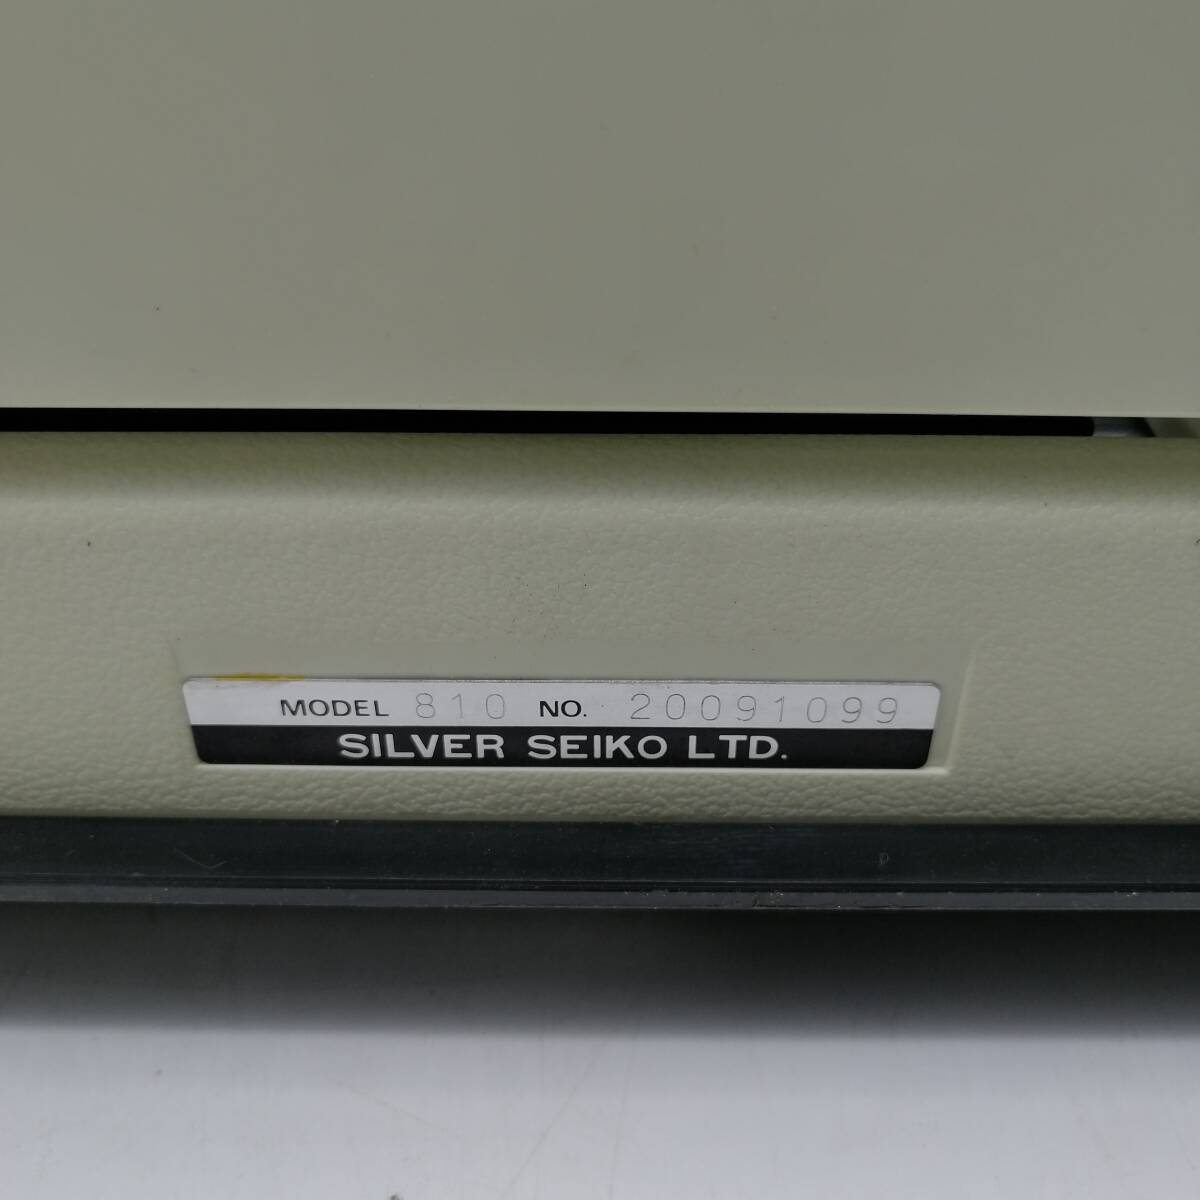 MODEL 810 NO. 20091099
SILVER SEIKO LTD.